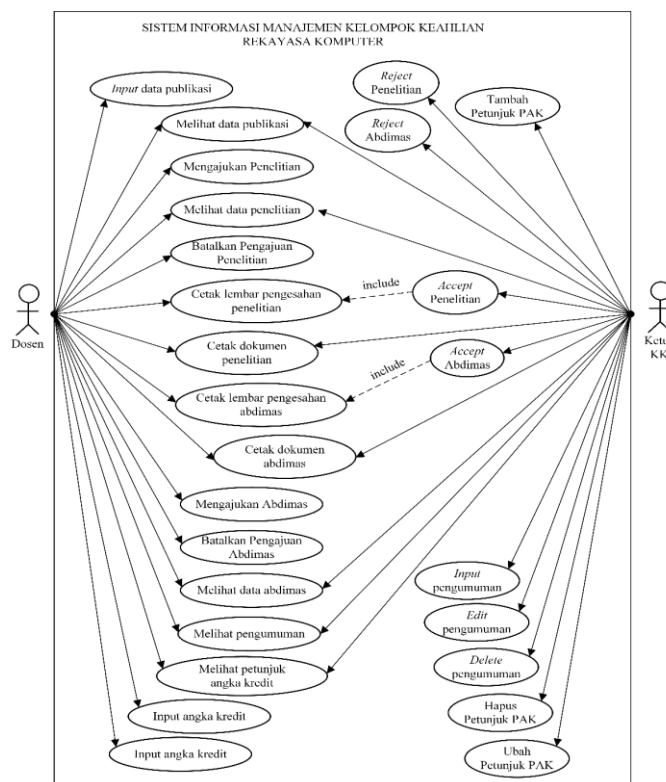 SISTEM INFORMASI MANAJEMEN KELOMPOK KEAHLIAN
REKAYASA KOMPUTER
Input data publikasi
Melihat data publikasi
Mengajukan Penelitian
Melihat data penelitian
Batalkan Pengajuan
Penelitian
Cetak lembar pengesahan
penelitian
Cetak dokumen
penelitian
Cetak lembar pengesahan
abdimas
Cetak dokumen
abdimas
Mengajukan Abdimas
Batalkan Pengajuan
Abdimas
Melihat data abdimas
Melihat pengumuman
Melihat petunjuk
angka kredit
Input angka kredit
Input angka kredit
Dosen
include
include
Reject
Penelitian
Reject
Abdimas
Tambah
Petunjuk PAK
Accept
Penelitian
Accept
Abdimas
Input
pengumuman
Edit
pengumuman
Delete
pengumuman
Hapus
Petunjuk PAK
Ubah
Petunjuk PAK
Ketua
KK